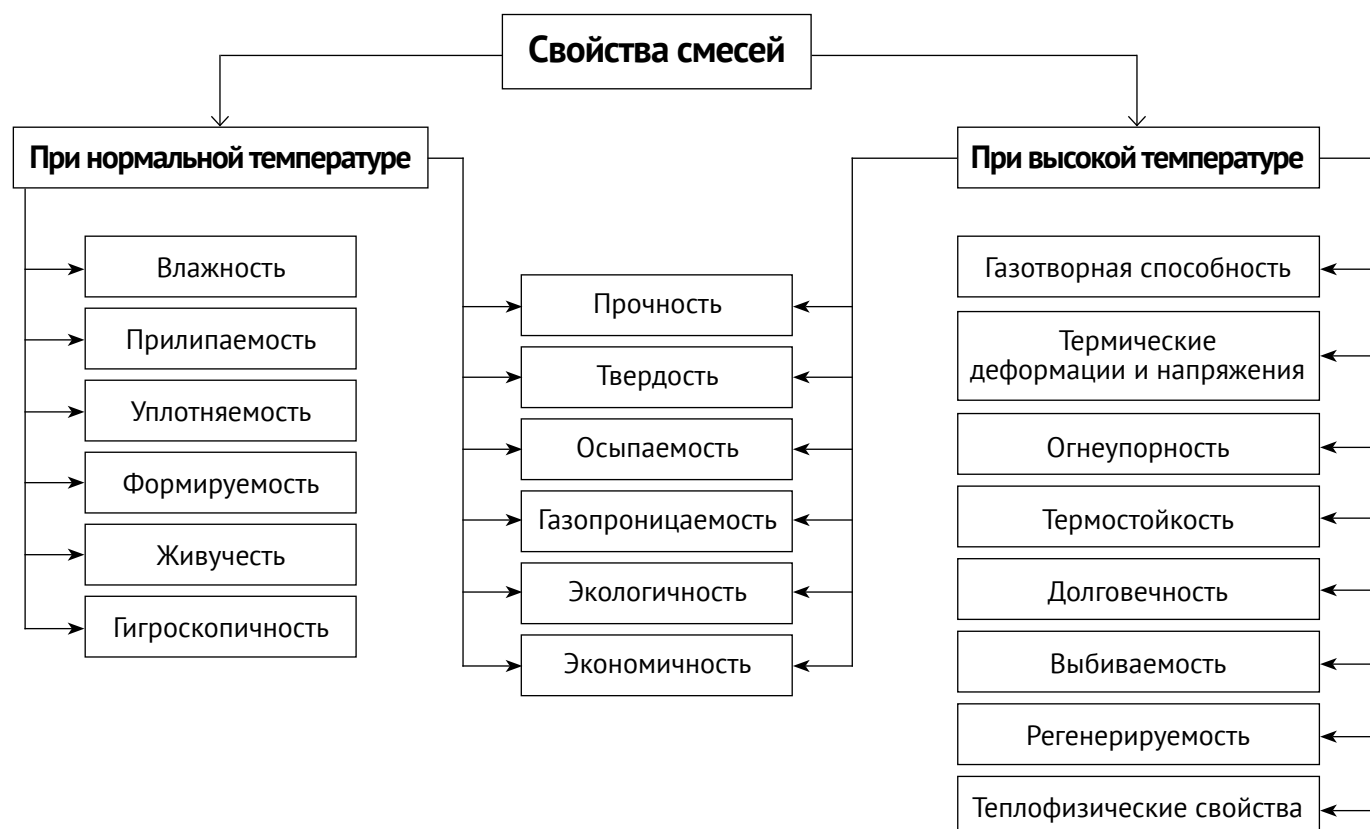 Свойства смесей
При нормальной температуре
При высокой температуре
Влажность
Прилипаемость
Уплотняемость
Формируемость
Живучесть
Гигроскопичность
Прочность
Твердость
Осыпаемость
Газопроницаемость
Экологичность
Экономичность
Газотворная способность
Термические
деформации и напряжения
Огнеупорность
Термостойкость
Долговечность
Выбиваемость
Регенерируемость
Теплофизические свойства